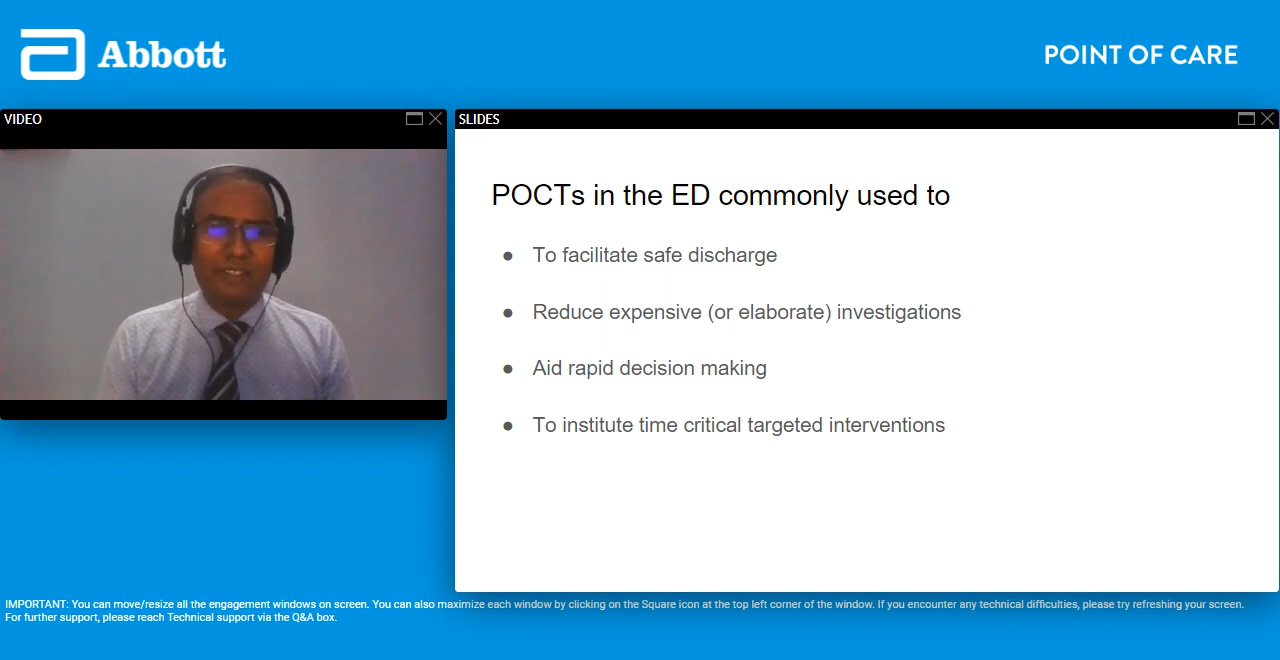 Abbott
POINT OF CARE
VIDEO
SLIDES
POCTs in the ED commonly used to
● To facilitate safe discharge
● Reduce expensive (or elaborate) investigations
● Aid rapid decision making
● To institute time critical targeted interventions
IMPORTANT: You can move/resize all the engagement windows on screen. You can also maximize each window by clicking on the Square icon at the top left corner of the window. If you encounter any technical difficulties, please try refreshing your screen.
For further support, please reach Technical support via the Q&A box.